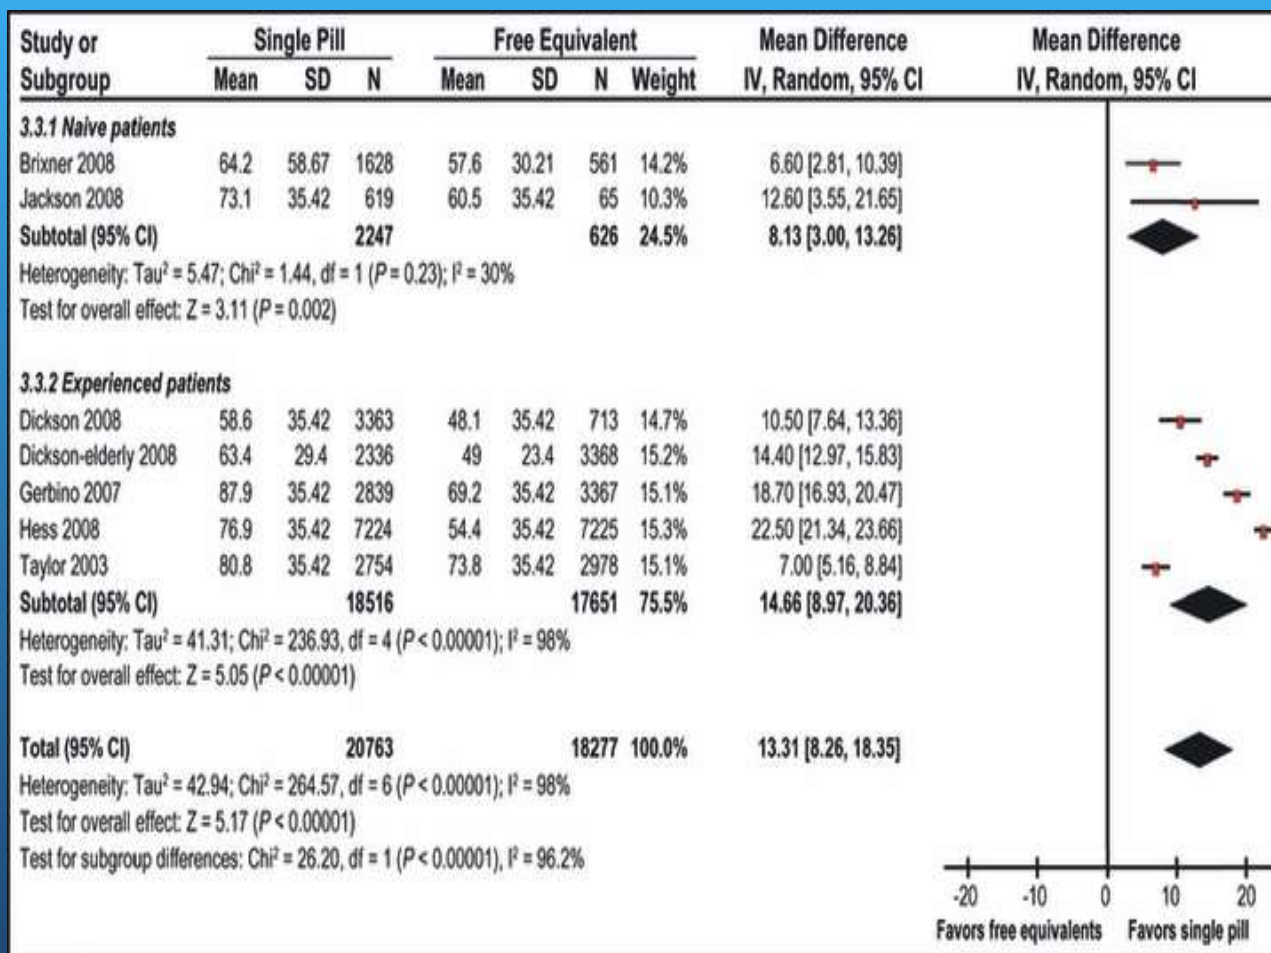 Study or Single Pill Free Equivalent Mean Difference Mean Difference
Subgroup Mean SD N Mean SD N Weight IV, Random, 95% CI IV, Random, 95% CI
3.3.1 Naive patients
Brixner 2008 64.2 58.67 1628 57.6 30.21 561 14.2% 6.60 [2.81, 10.39]
Jackson 2008 73.1 35.42 619 60.5 35.42 65 10.3% 12.60 [3.55, 21.65]
Subtotal (95% CI) 2247 626 24.5% 8.13 [3.00, 13.26]
Heterogeneity: Tau² = 5.47; Chi² = 1.44, df = 1 (P = 0.23); I² = 30%
Test for overall effect: Z = 3.11 (P = 0.002)
3.3.2 Experienced patients
Dickson 2008 58.6 35.42 3363 48.1 35.42 713 14.7% 10.50 [7.64, 13.36]
Dickson-elderly 2008 63.4 29.4 2336 49 23.4 3368 15.2% 14.40 [12.97, 15.83]
Gerbino 2007 87.9 35.42 2839 69.2 35.42 3367 15.1% 18.70 [16.93, 20.47]
Hess 2008 76.9 35.42 7224 54.4 35.42 7225 15.3% 22.50 [21.34, 23.66]
Taylor 2003 80.8 35.42 2754 73.8 35.42 2978 15.1% 7.00 [5.16, 8.84]
Subtotal (95% CI) 18516 17651 75.5% 14.66 [8.97, 20.36]
Heterogeneity: Tau² = 41.31; Chi² = 236.93, df = 4 (P < 0.00001); I² = 98%
Test for overall effect: Z = 5.05 (P < 0.00001)
Total (95% CI) 20763 18277 100.0% 13.31 [8.26, 18.35]
Heterogeneity: Tau² = 42.94; Chi² = 264.57, df = 6 (P < 0.00001); I² = 98%
Test for overall effect: Z = 5.17 (P < 0.00001)
Test for subgroup differences: Chi² = 26.20, df = 1 (P < 0.00001), I² = 96.2%
-20 -10 0 10 20
Favors free equivalents Favors single pill